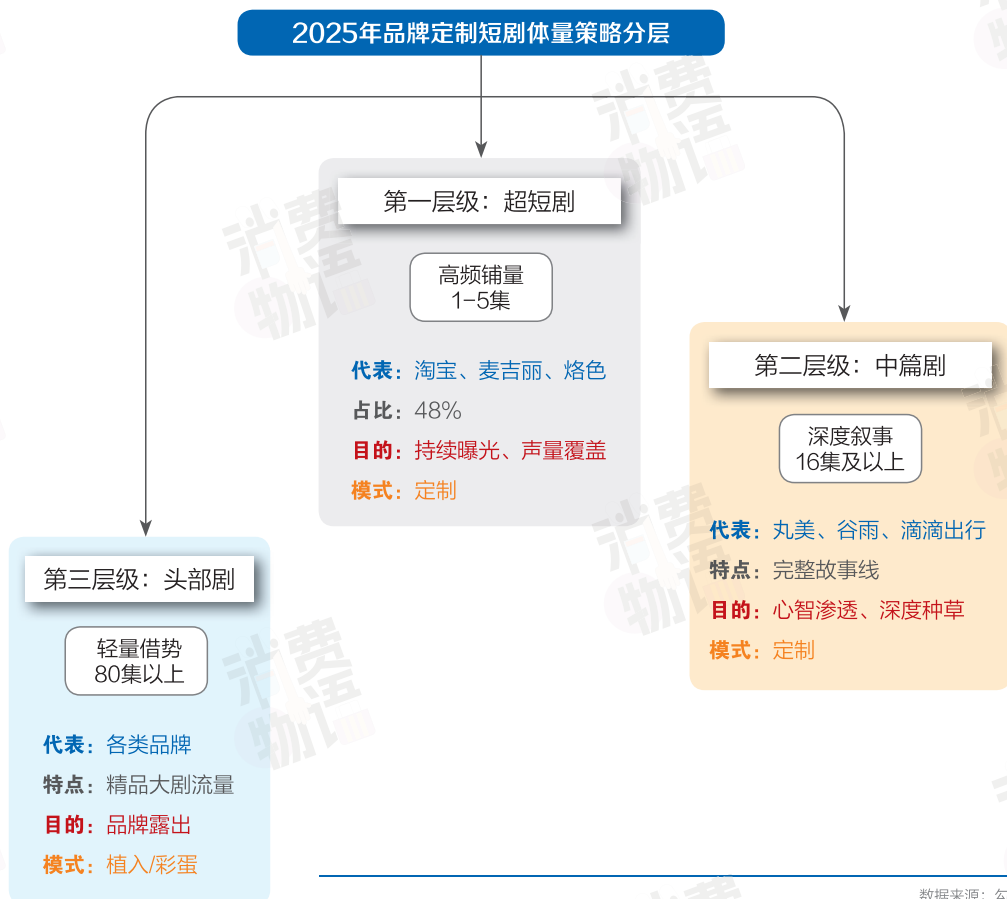 2025年品牌定制短剧体量策略分层
第一层级：超短剧
高频铺量
1-5集
代表：淘宝、麦吉丽、烙色
占比：48%
目的：持续曝光、声量覆盖
模式：定制
第二层级：中篇剧
深度叙事
16集及以上
代表：丸美、谷雨、滴滴出行
特点：完整故事线
目的：心智渗透、深度种草
模式：定制
第三层级：头部剧
轻量借势
80集以上
代表：各类品牌
特点：精品大剧流量
目的：品牌露出
模式：植入/彩蛋
数据来源：勾